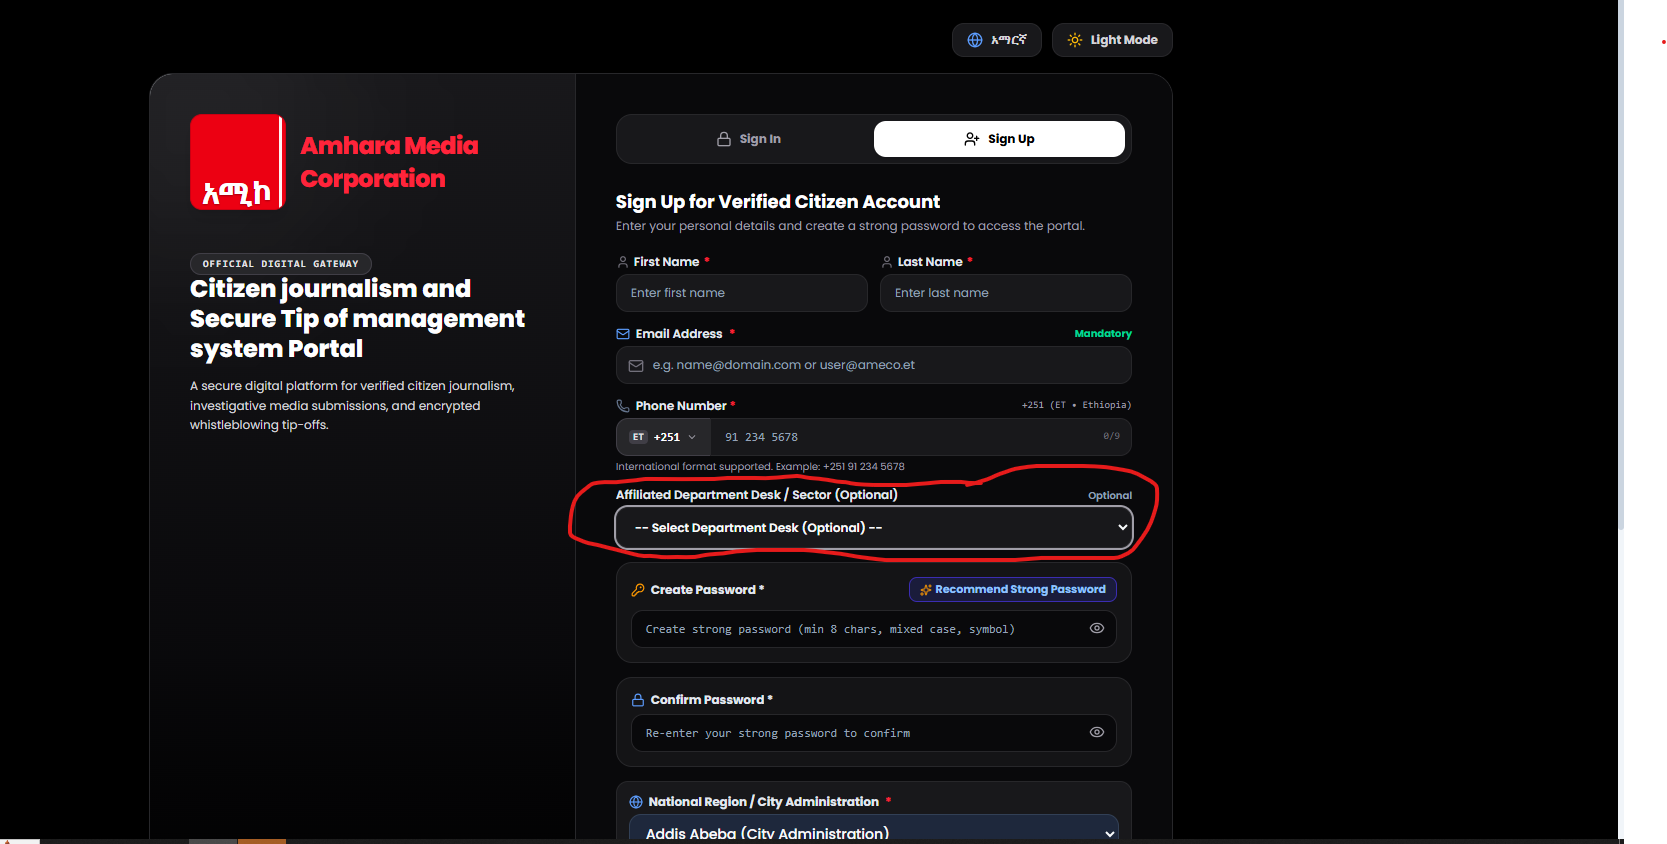 አማርኛ
Light Mode
አሚኮ
Amhara Media
Corporation
OFFICIAL DIGITAL GATEWAY
Citizen journalism and
Secure Tip of management
system Portal
A secure digital platform for verified citizen journalism,
investigative media submissions, and encrypted
whistleblowing tip-offs.
Sign In
Sign Up
Sign Up for Verified Citizen Account
Enter your personal details and create a strong password to access the portal.
First Name *
Last Name *
Enter first name
Enter last name
Email Address *
Mandatory
e.g. name@domain.com or user@ameco.et
Phone Number *
+251 (ET • Ethiopia)
ET +251
91 234 5678
0/9
International format supported. Example: +251 91 234 5678
Affiliated Department Desk / Sector (Optional)
Optional
-- Select Department Desk (Optional) --
Create Password *
Recommend Strong Password
Create strong password (min 8 chars, mixed case, symbol)
Confirm Password *
Re-enter your strong password to confirm
National Region / City Administration *
Addis Abeba (City Administration)